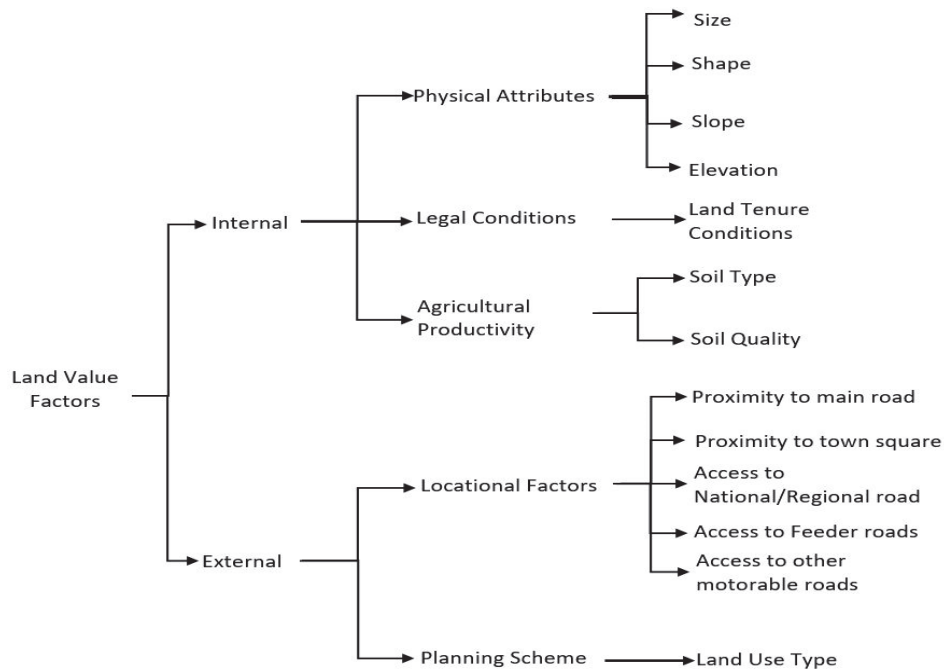 Land Value
Factors
Internal
Physical Attributes
Size
Shape
Slope
Elevation
Legal Conditions
Land Tenure
Conditions
Agricultural
Productivity
Soil Type
Soil Quality
External
Locational Factors
Proximity to main road
Proximity to town square
Access to
National/Regional road
Access to Feeder roads
Access to other
motorable roads
Planning Scheme
Land Use Type